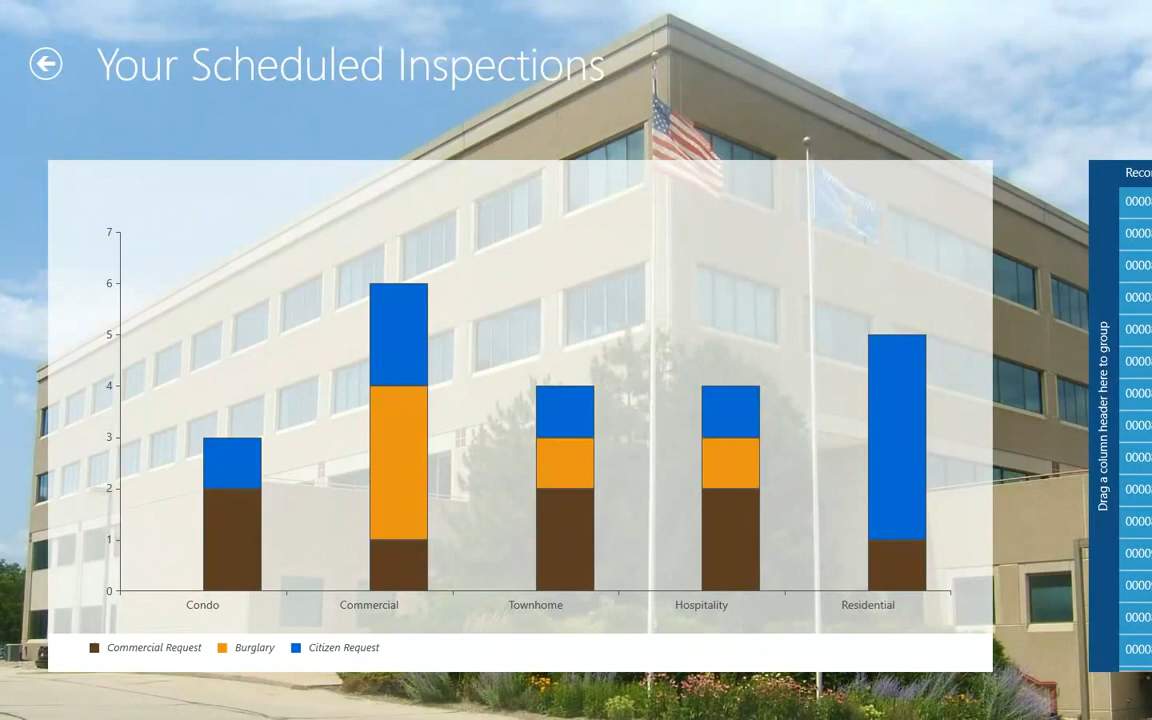 Your Scheduled Inspections
7
6
5
4
3
2
1
0
Condo
Commercial
Townhome
Hospitality
Residential
Commercial Request
Burglary
Citizen Request
Drag a column header here to group